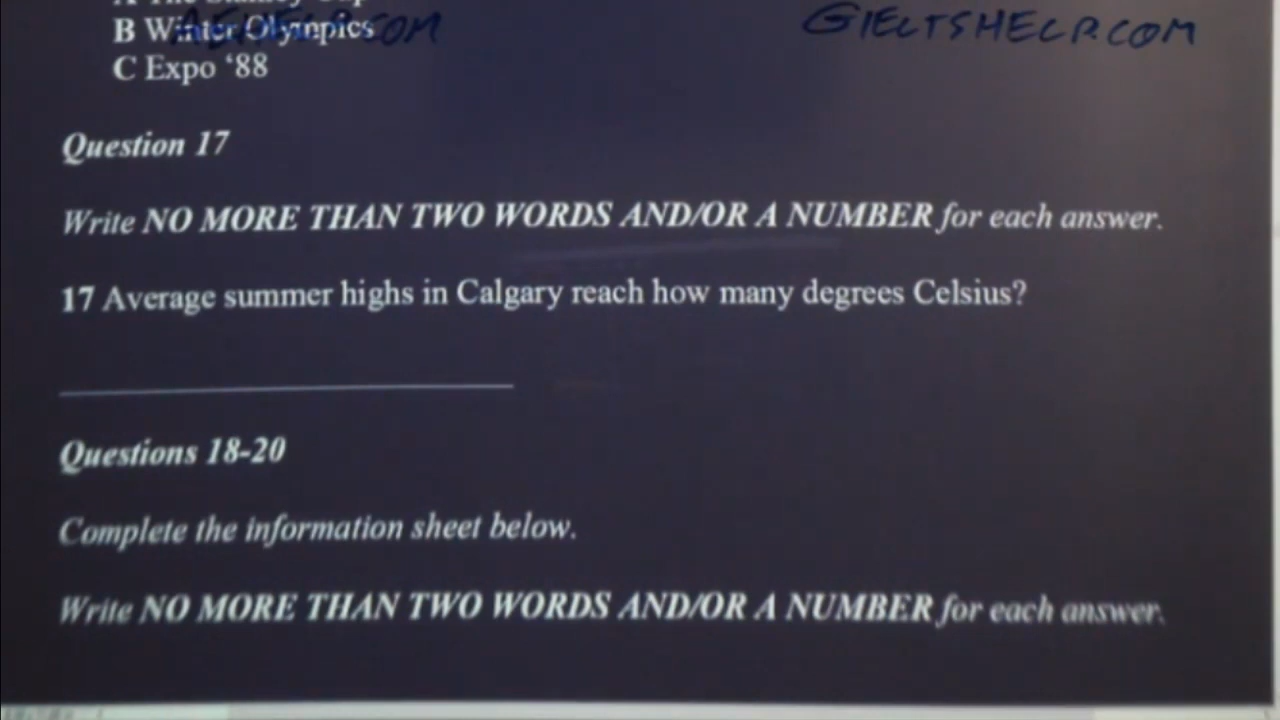 B Winter Olympics
GIELTSHELP.COM
C Expo ‘88
Question 17
Write NO MORE THAN TWO WORDS AND/OR A NUMBER for each answer.
17 Average summer highs in Calgary reach how many degrees Celsius?
Questions 18-20
Complete the information sheet below.
Write NO MORE THAN TWO WORDS AND/OR A NUMBER for each answer.